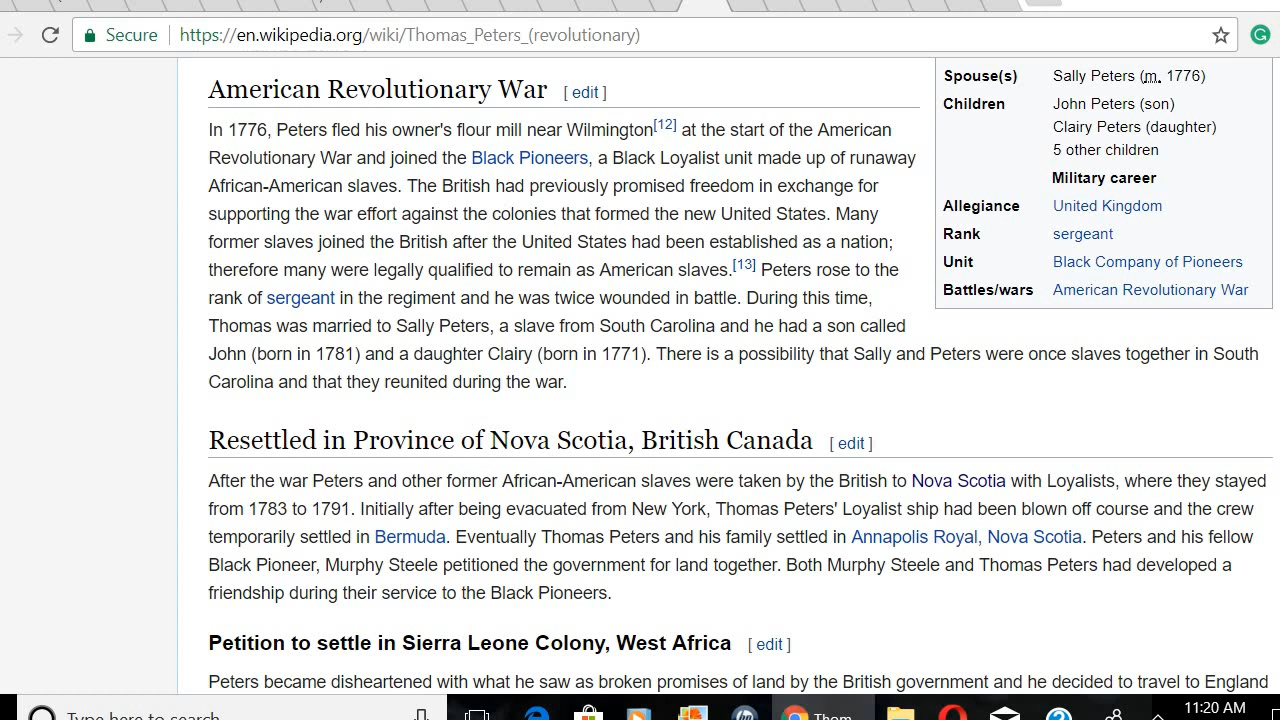 Secure https://en.wikipedia.org/wiki/Thomas_Peters_(revolutionary)
American Revolutionary War [ edit ]
In 1776, Peters fled his owner's flour mill near Wilmington[12] at the start of the American
Revolutionary War and joined the Black Pioneers, a Black Loyalist unit made up of runaway
African-American slaves. The British had previously promised freedom in exchange for
supporting the war effort against the colonies that formed the new United States. Many
former slaves joined the British after the United States had been established as a nation;
therefore many were legally qualified to remain as American slaves.[13] Peters rose to the
rank of sergeant in the regiment and he was twice wounded in battle. During this time,
Thomas was married to Sally Peters, a slave from South Carolina and he had a son called
John (born in 1781) and a daughter Clairy (born in 1771). There is a possibility that Sally and Peters were once slaves together in South
Carolina and that they reunited during the war.
Spouse(s) Sally Peters (m. 1776)
Children John Peters (son)
Clairy Peters (daughter)
5 other children
Military career
Allegiance United Kingdom
Rank sergeant
Unit Black Company of Pioneers
Battles/wars American Revolutionary War
Resettled in Province of Nova Scotia, British Canada [ edit ]
After the war Peters and other former African-American slaves were taken by the British to Nova Scotia with Loyalists, where they stayed
from 1783 to 1791. Initially after being evacuated from New York, Thomas Peters' Loyalist ship had been blown off course and the crew
temporarily settled in Bermuda. Eventually Thomas Peters and his family settled in Annapolis Royal, Nova Scotia. Peters and his fellow
Black Pioneer, Murphy Steele petitioned the government for land together. Both Murphy Steele and Thomas Peters had developed a
friendship during their service to the Black Pioneers.
Petition to settle in Sierra Leone Colony, West Africa [ edit ]
Peters became disheartened with what he saw as broken promises of land by the British government and he decided to travel to England
Type here to search
Thom
11:20 AM